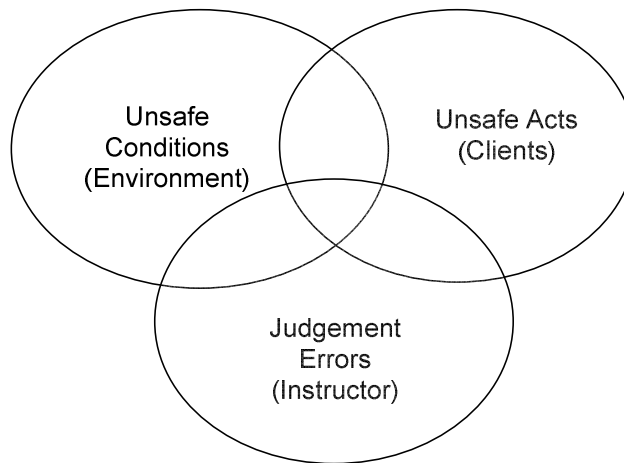 Unsafe
Conditions
(Environment)
Unsafe Acts
(Clients)
Judgement
Errors
(Instructor)